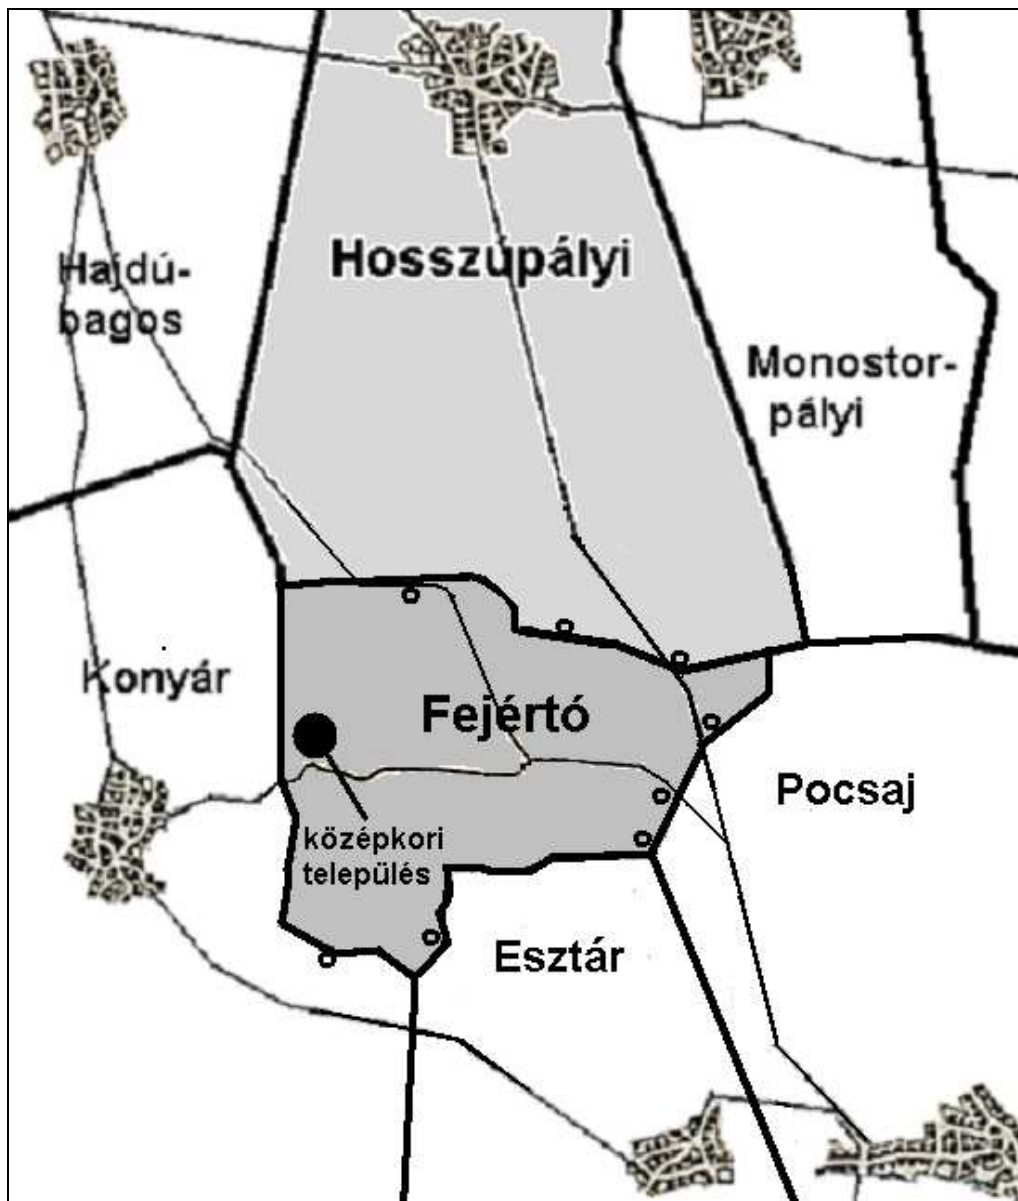 Hosszúpályi
Hajdú-
bagos
Monostor-
pályi
Konyár
Fejértó
Pocsaj
középkori
település
Esztár